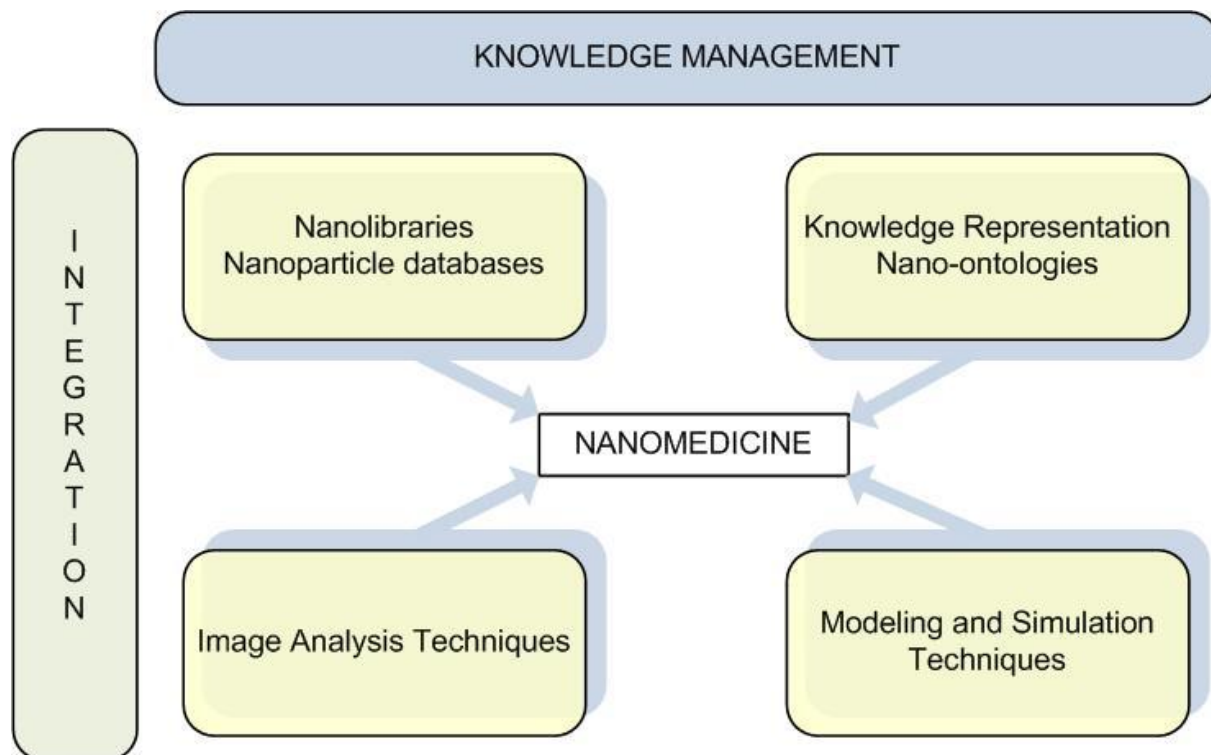 KNOWLEDGE MANAGEMENT
INTEGRATION
Nanolibraries
Nanoparticle databases
Knowledge Representation
Nano-ontologies
NANOMEDICINE
Image Analysis Techniques
Modeling and Simulation
Techniques